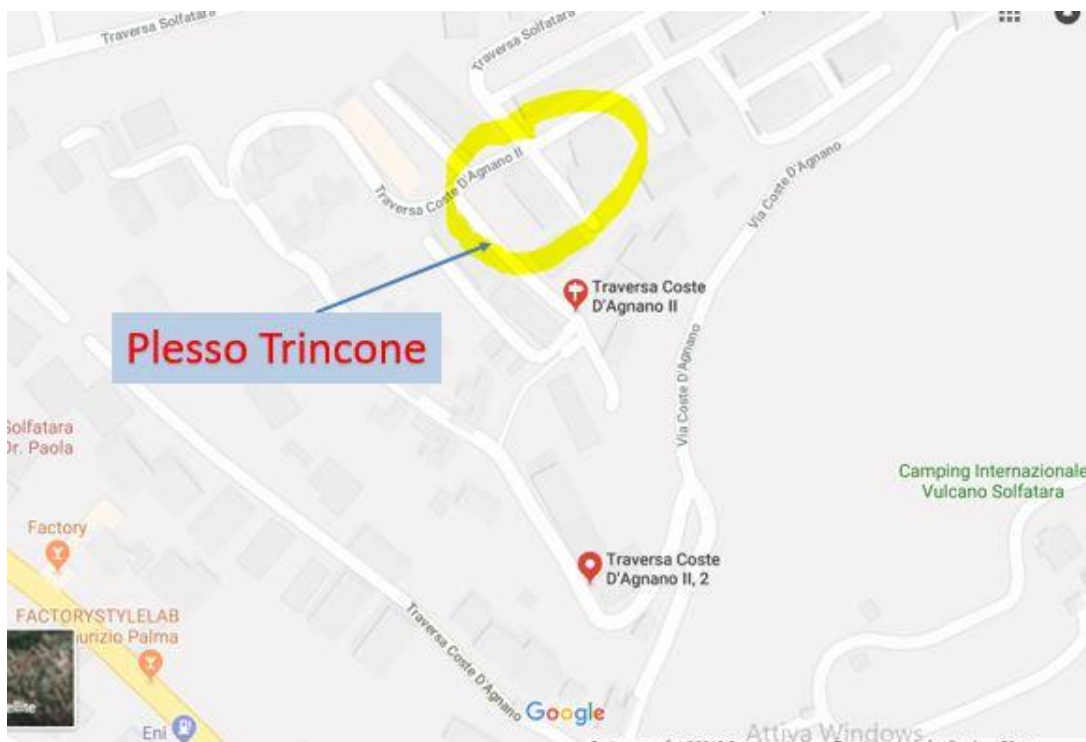 Traversa Solfatara
Traversa Solfatara
Traversa Coste D'Agnano II
Via Coste D'Agnano
Traversa Coste
D'Agnano II
Plesso Trincone
Via Coste D'Agnano
Solfatara
Dr. Paola
Camping Internazionale
Vulcano Solfatara
Factory
Traversa Coste
D'Agnano II, 2
FACTORYSTYLELAB
Maurizio Palma
Traversa Coste D'Agnano
Google
Eni
Attiva Windows